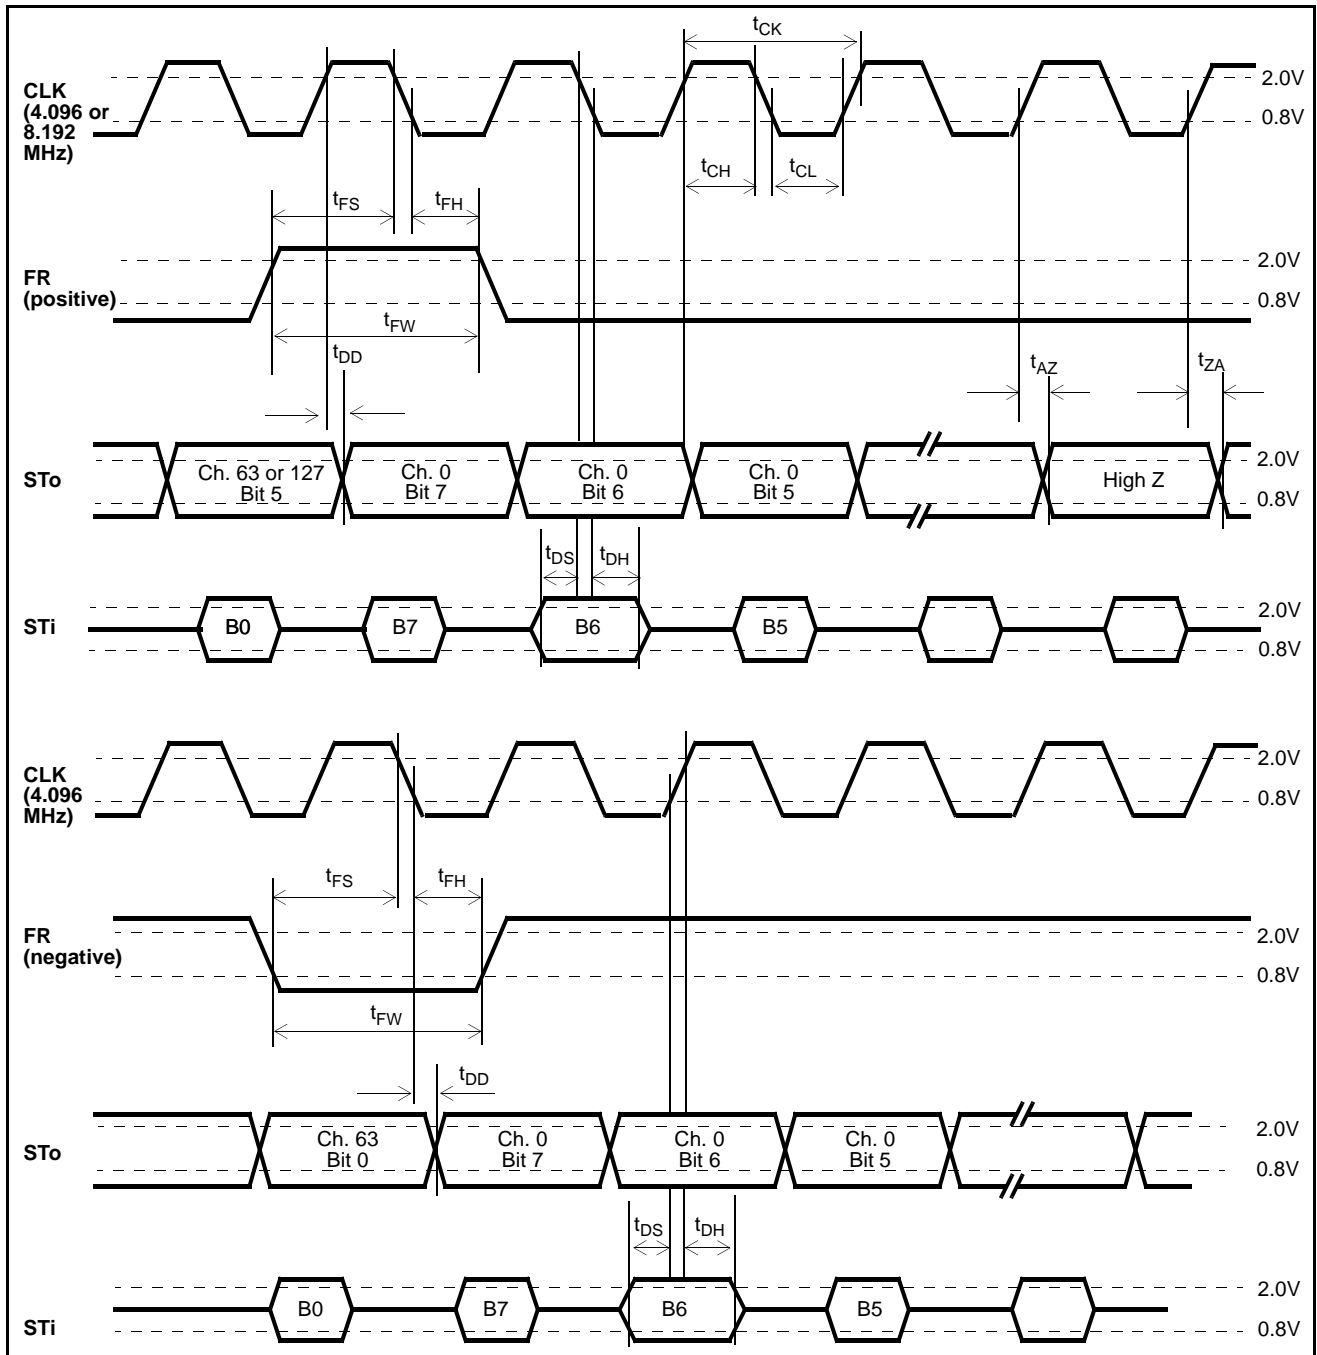 tCK
CLK
(4.096 or
8.192
MHz)
2.0V
0.8V
tCH
tCL
tFS
tFH
FR
(positive)
2.0V
0.8V
tFW
tDD
tAZ
tZA
STo
Ch. 63 or 127
Bit 5
Ch. 0
Bit 7
Ch. 0
Bit 6
Ch. 0
Bit 5
High Z
2.0V
0.8V
tDS
tDH
STi
B0
B7
B6
B5
2.0V
0.8V
CLK
(4.096
MHz)
2.0V
0.8V
tFS
tFH
FR
(negative)
2.0V
0.8V
tFW
tDD
STo
Ch. 63
Bit 0
Ch. 0
Bit 7
Ch. 0
Bit 6
Ch. 0
Bit 5
2.0V
0.8V
tDS
tDH
STi
B0
B7
B6
B5
2.0V
0.8V